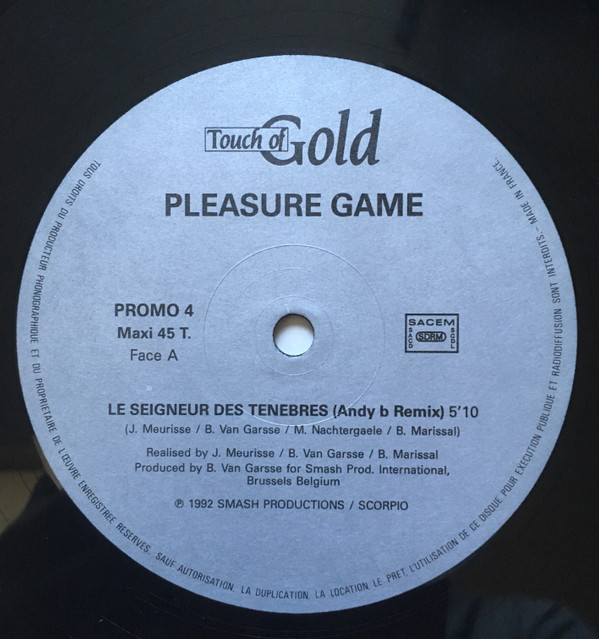 Touch of Gold
PLEASURE GAME
PROMO 4
Maxi 45 T.
Face A
SACEM
SACD SDRM SCDL
LE SEIGNEUR DES TENEBRES (Andy b Remix) 5'10
(J. Meurisse / B. Van Garsse / M. Nachtergaele / B. Marissal)
Realised by J. Meurisse / B. Van Garsse / B. Marissal
Produced by B. Van Garsse for Smash Prod. International,
Brussels Belgium
℗ 1992 SMASH PRODUCTIONS / SCORPIO
TOUS DROITS DU PRODUCTEUR PHONOGRAPHIQUE ET DU PROPRIETAIRE DE L'ŒUVRE ENREGISTREE RESERVES. SAUF AUTORISATION, LA DUPLICATION, LA LOCATION, LE PRET, L'UTILISATION DE CE DISQUE POUR EXECUTION PUBLIQUE ET RADIODIFFUSION SONT INTERDITS. - MADE IN FRANCE.